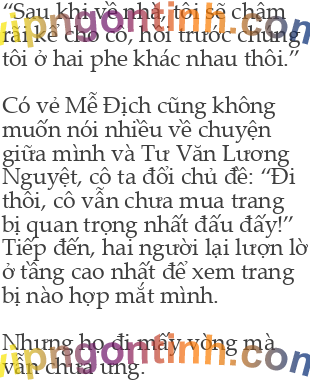 “Sau khi về nhà, tôi sẽ chậm
rãi kể cho cô, hồi trước chúng
tôi ở hai phe khác nhau thôi.”
Có vẻ Mễ Địch cũng không
muốn nói nhiều về chuyện
giữa mình và Tư Văn Lương
Nguyệt, cô ta đổi chủ đề: “Đi
thôi, cô vẫn chưa mua trang
bị quan trọng nhất đấu đấy!”
Tiếp đến, hai người lại lượn lờ
ở tầng cao nhất để xem trang
bị nào hợp mắt mình.
Nhưng họ đi mấy vòng mà
vẫn chưa ưng.
vipngontinh.com
vipngontinh.com